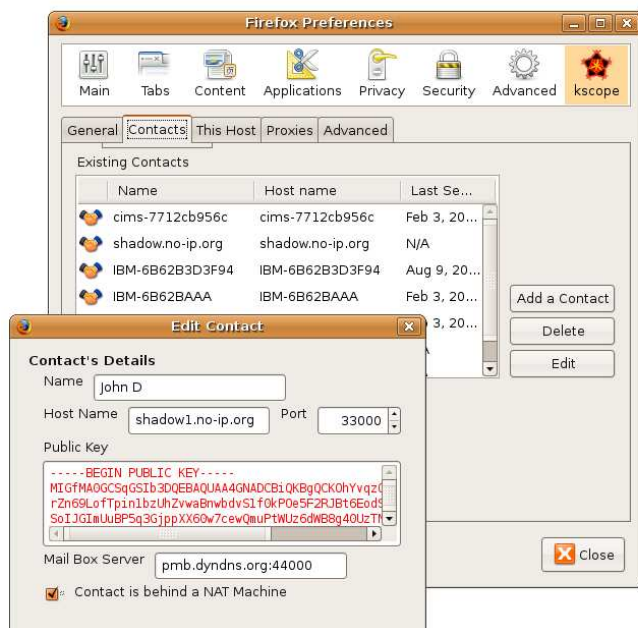 Firefox Preferences
Main Tabs Content Applications Privacy Security Advanced kscope
General Contacts This Host Proxies Advanced
Existing Contacts
Name Host name Last Se...
cims-7712cb956c cims-7712cb956c Feb 3, 20...
shadow.no-ip.org shadow.no-ip.org N/A
IBM-6B62B3D3F94 IBM-6B62B3D3F94 Aug 9, 20...
IBM-6B62BAAA IBM-6B62BAAA Feb 3, 20...
3, 20...
Add a Contact
Delete
Edit
Close
Edit Contact
Contact's Details
Name John D
Host Name shadow1.no-ip.org Port 33000
Public Key
-----BEGIN PUBLIC KEY-----
Mail Box Server pmb.dyndns.org:44000
Contact is behind a NAT Machine